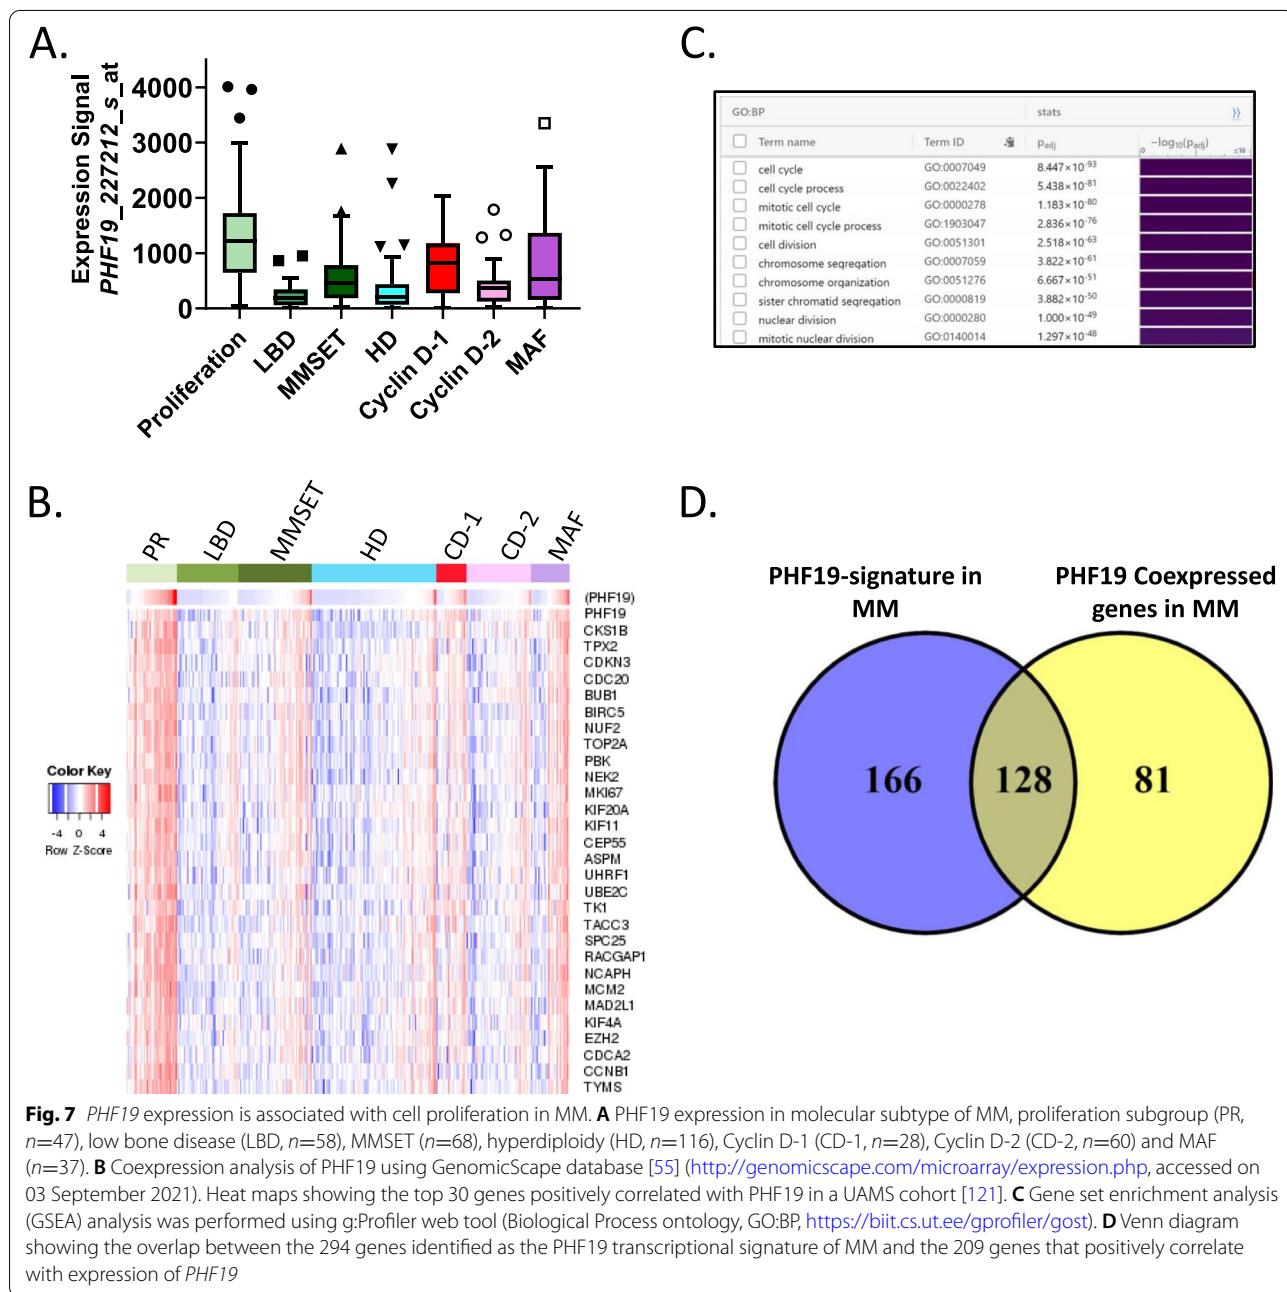 A.
Expression Signal
PHF19_227212_s_at
4000
3000
2000
1000
0
Proliferation
LBD
MMSET
HD
Cyclin D-1
Cyclin D-2
MAF
C.
GO:BP stats »
Term name Term ID padj −log10(padj)
0 ≤16
cell cycle GO:0007049 8.447×10-93
cell cycle process GO:0022402 5.438×10-81
mitotic cell cycle GO:0000278 1.183×10-80
mitotic cell cycle process GO:1903047 2.836×10-76
cell division GO:0051301 2.518×10-63
chromosome segregation GO:0007059 3.822×10-61
chromosome organization GO:0051276 6.667×10-51
sister chromatid segregation GO:0000819 3.882×10-50
nuclear division GO:0000280 1.000×10-49
mitotic nuclear division GO:0140014 1.297×10-48
B.
PR
LBD
MMSET
HD
CD-1
CD-2
MAF
(PHF19)
PHF19
CKS1B
TPX2
CDKN3
CDC20
BUB1
BIRC5
NUF2
TOP2A
PBK
NEK2
MKI67
KIF20A
KIF11
CEP55
ASPM
UHRF1
UBE2C
TK1
TACC3
SPC25
RACGAP1
NCAPH
MCM2
MAD2L1
KIF4A
EZH2
CDCA2
CCNB1
TYMS
Color Key
-4 0 4
Row Z-Score
D.
PHF19-signature in
MM
PHF19 Coexpressed
genes in MM
166
128
81
Fig. 7 PHF19 expression is associated with cell proliferation in MM. A PHF19 expression in molecular subtype of MM, proliferation subgroup (PR,
n=47), low bone disease (LBD, n=58), MMSET (n=68), hyperdiploidy (HD, n=116), Cyclin D-1 (CD-1, n=28), Cyclin D-2 (CD-2, n=60) and MAF
(n=37). B Coexpression analysis of PHF19 using GenomicScape database [55] (http://genomicscape.com/microarray/expression.php, accessed on
03 September 2021). Heat maps showing the top 30 genes positively correlated with PHF19 in a UAMS cohort [121]. C Gene set enrichment analysis
(GSEA) analysis was performed using g:Profiler web tool (Biological Process ontology, GO:BP, https://biit.cs.ut.ee/gprofiler/gost). D Venn diagram
showing the overlap between the 294 genes identified as the PHF19 transcriptional signature of MM and the 209 genes that positively correlate
with expression of PHF19